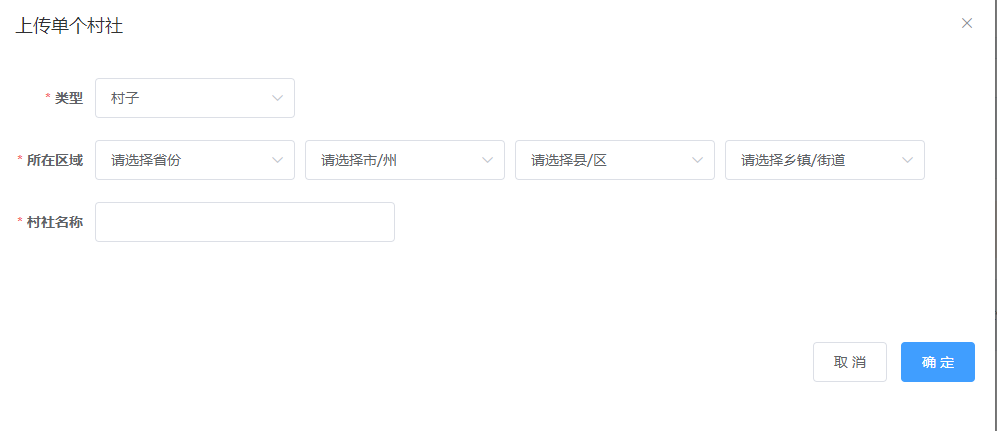 上传单个村社
* 类型 村子
* 所在区域 请选择省份 请选择市/州 请选择县/区 请选择乡镇/街道
* 村社名称
取 消 确 定